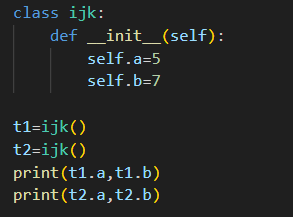 class ijk:
    def __init__(self):
        self.a=5
        self.b=7

t1=ijk()
t2=ijk()
print(t1.a,t1.b)
print(t2.a,t2.b)